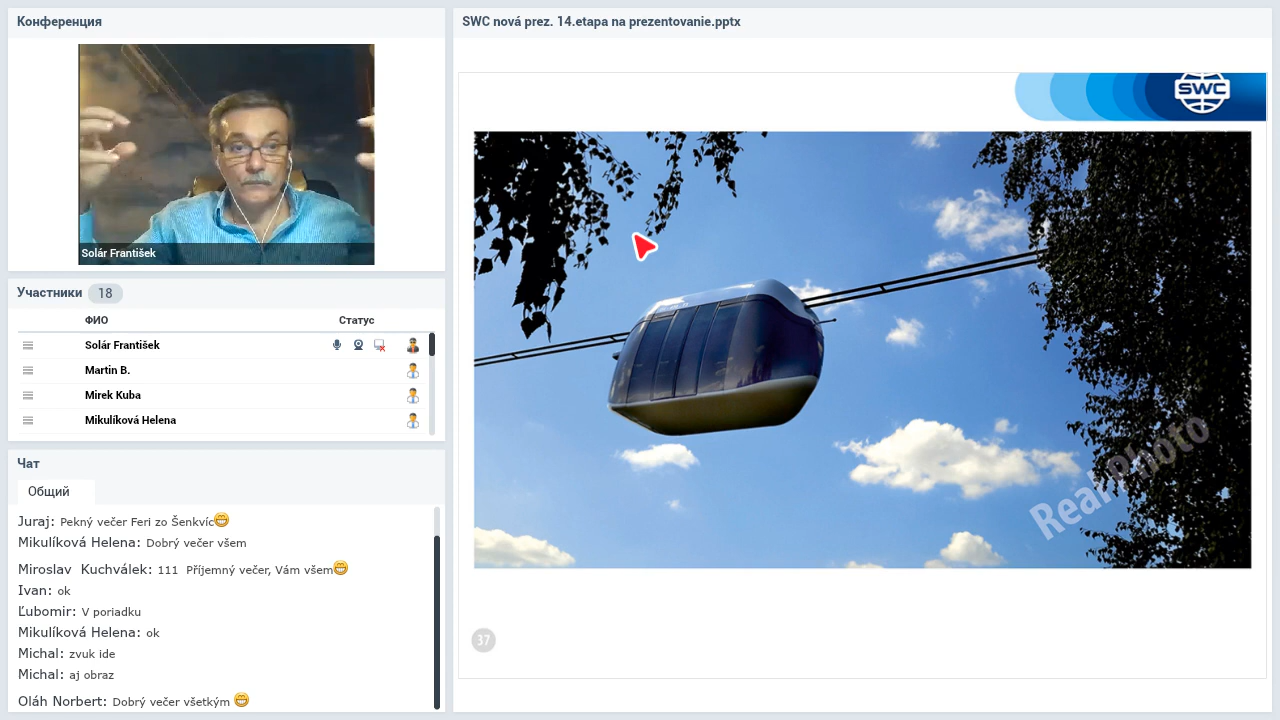 Конференция
Solár František
Участники 18
ФИО Статус
Solár František
Martin B.
Mirek Kuba
Mikulíková Helena
Чат
Общий
Juraj: Pekný večer Feri zo Šenkvíc
Mikulíková Helena: Dobrý večer všem
Miroslav Kuchválek: 111 Příjemný večer, Vám všem
Ivan: ok
Ľubomir: V poriadku
Mikulíková Helena: ok
Michal: zvuk ide
Michal: aj obraz
Oláh Norbert: Dobrý večer všetkým
SWC nová prez. 14.etapa na prezentovanie.pptx
SWC
Real Photo
37